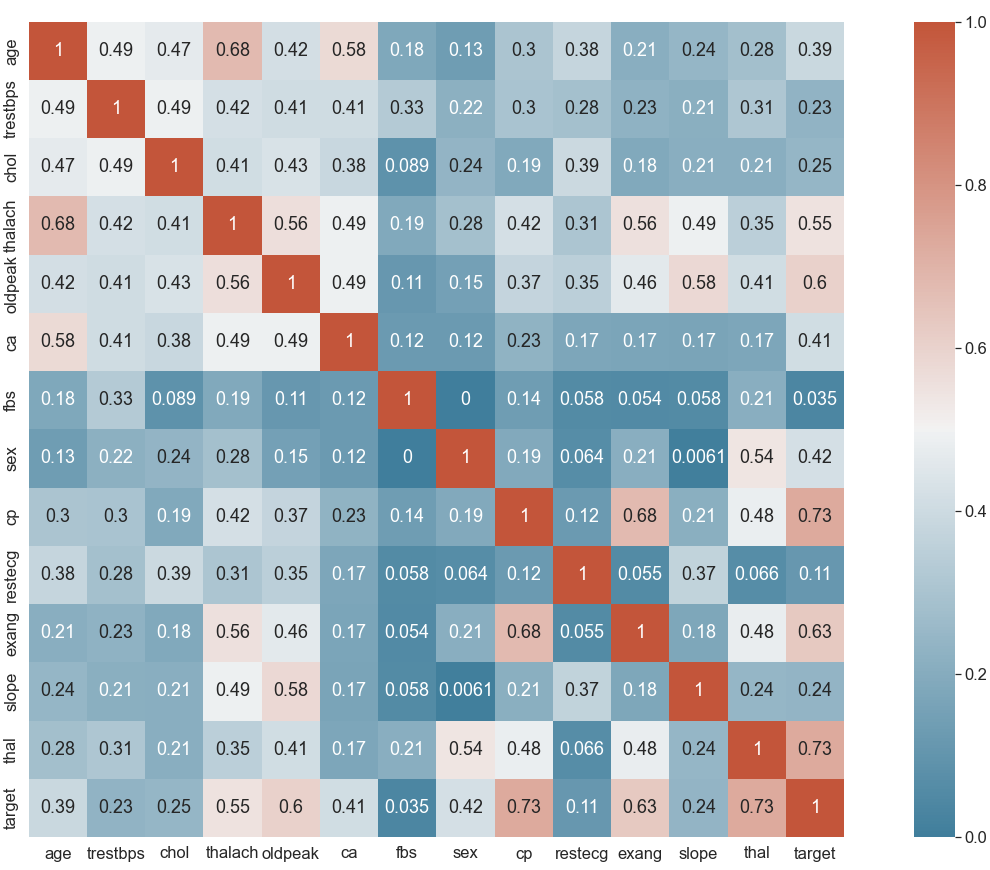 age 1 0.49 0.47 0.68 0.42 0.58 0.18 0.13 0.3 0.38 0.21 0.24 0.28 0.39
trestbps 0.49 1 0.49 0.42 0.41 0.41 0.33 0.22 0.3 0.28 0.23 0.21 0.31 0.23
chol 0.47 0.49 1 0.41 0.43 0.38 0.089 0.24 0.19 0.39 0.18 0.21 0.21 0.25
thalach 0.68 0.42 0.41 1 0.56 0.49 0.19 0.28 0.42 0.31 0.56 0.49 0.35 0.55
oldpeak 0.42 0.41 0.43 0.56 1 0.49 0.11 0.15 0.37 0.35 0.46 0.58 0.41 0.6
ca 0.58 0.41 0.38 0.49 0.49 1 0.12 0.12 0.23 0.17 0.17 0.17 0.17 0.41
fbs 0.18 0.33 0.089 0.19 0.11 0.12 1 0 0.14 0.058 0.054 0.058 0.21 0.035
sex 0.13 0.22 0.24 0.28 0.15 0.12 0 1 0.19 0.064 0.21 0.0061 0.54 0.42
cp 0.3 0.3 0.19 0.42 0.37 0.23 0.14 0.19 1 0.12 0.68 0.21 0.48 0.73
restecg 0.38 0.28 0.39 0.31 0.35 0.17 0.058 0.064 0.12 1 0.055 0.37 0.066 0.11
exang 0.21 0.23 0.18 0.56 0.46 0.17 0.054 0.21 0.68 0.055 1 0.18 0.48 0.63
slope 0.24 0.21 0.21 0.49 0.58 0.17 0.058 0.0061 0.21 0.37 0.18 1 0.24 0.24
thal 0.28 0.31 0.21 0.35 0.41 0.17 0.21 0.54 0.48 0.066 0.48 0.24 1 0.73
target 0.39 0.23 0.25 0.55 0.6 0.41 0.035 0.42 0.73 0.11 0.63 0.24 0.73 1
age trestbps chol thalach oldpeak ca fbs sex cp restecg exang slope thal target
1.0
0.8
0.6
0.4
0.2
0.0